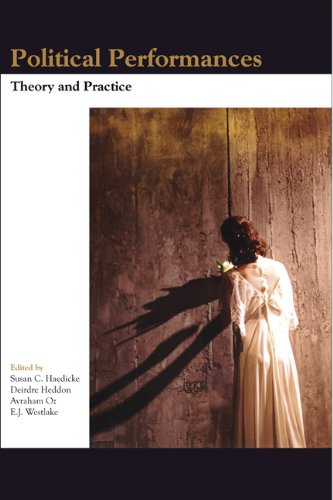 Political Performances
Theory and Practice
Edited by
Susan C. Haedicke
Deirdre Heddon
Avraham Oz
E.J. Westlake